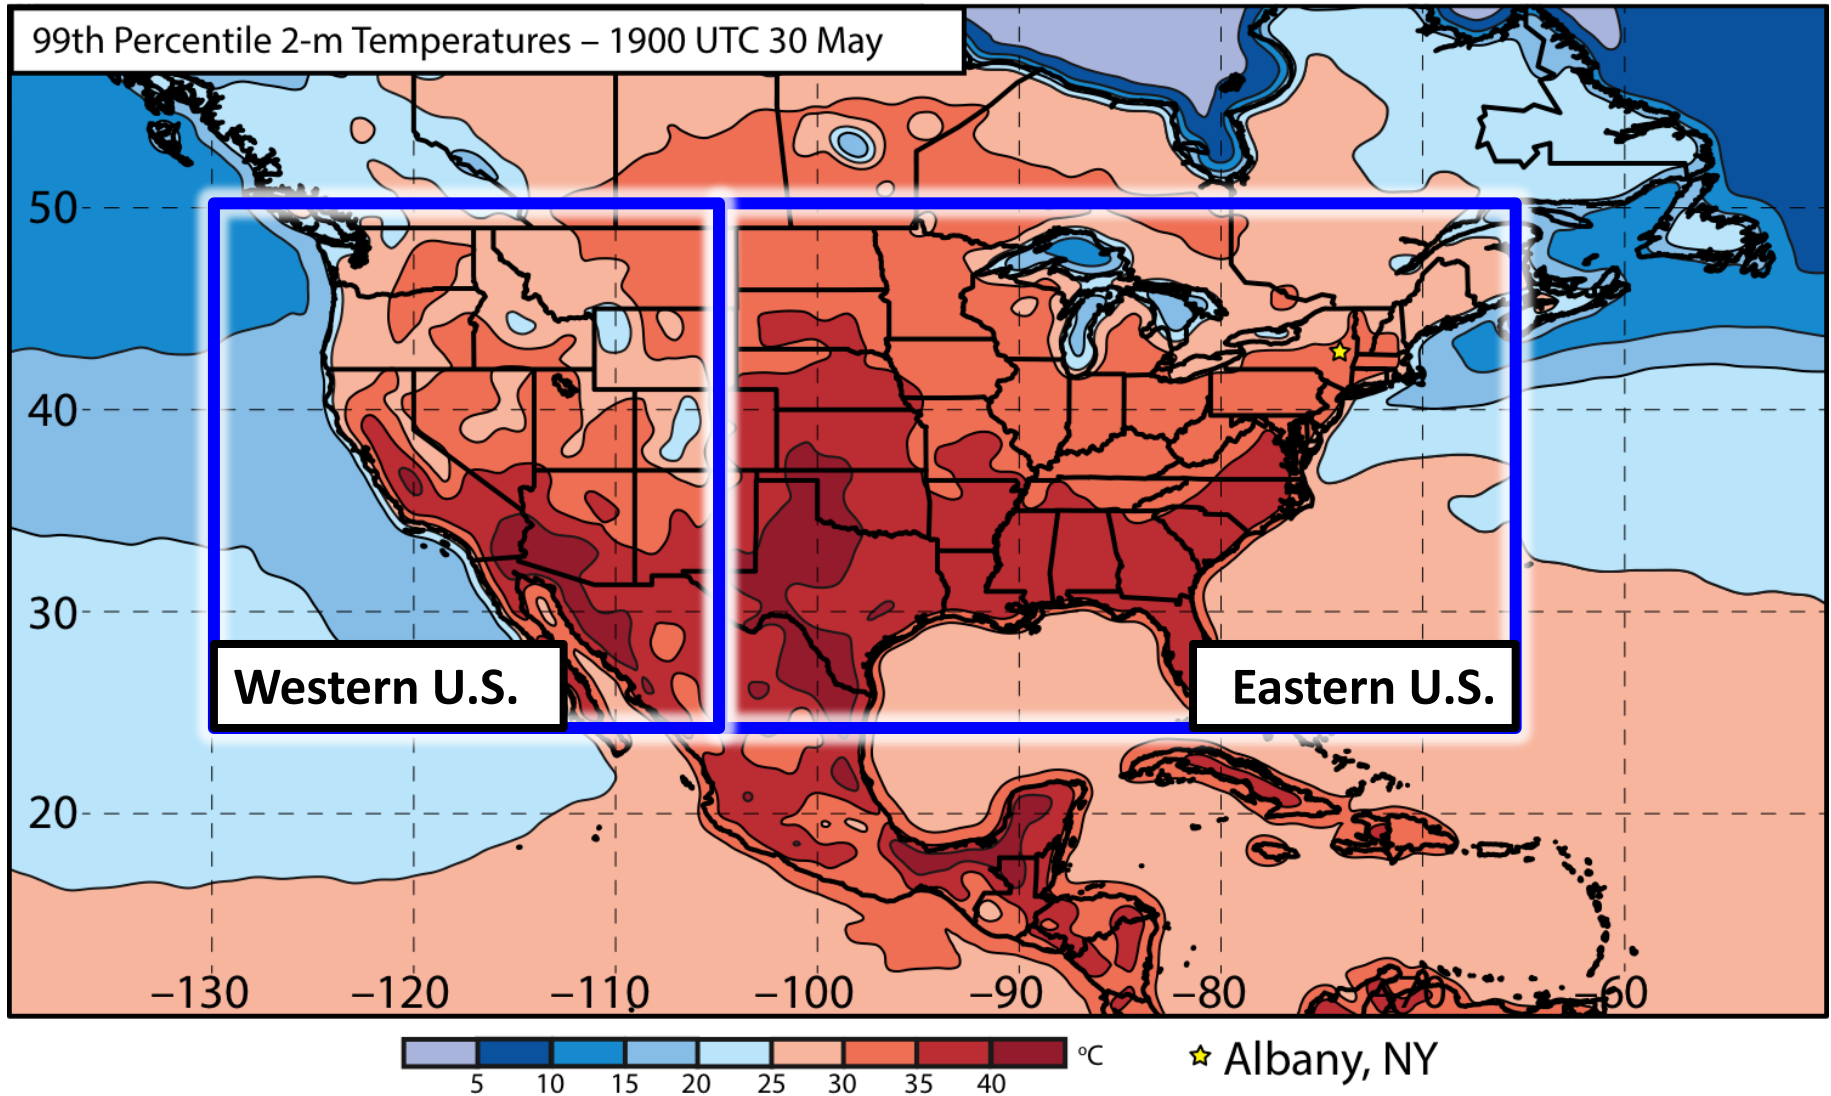 99th Percentile 2-m Temperatures – 1900 UTC 30 May
50
40
30
20
Western U.S.
Eastern U.S.
−130 −120 −110 −100 −90 −80 −70 −60
5 10 15 20 25 30 35 40 °C
Albany, NY